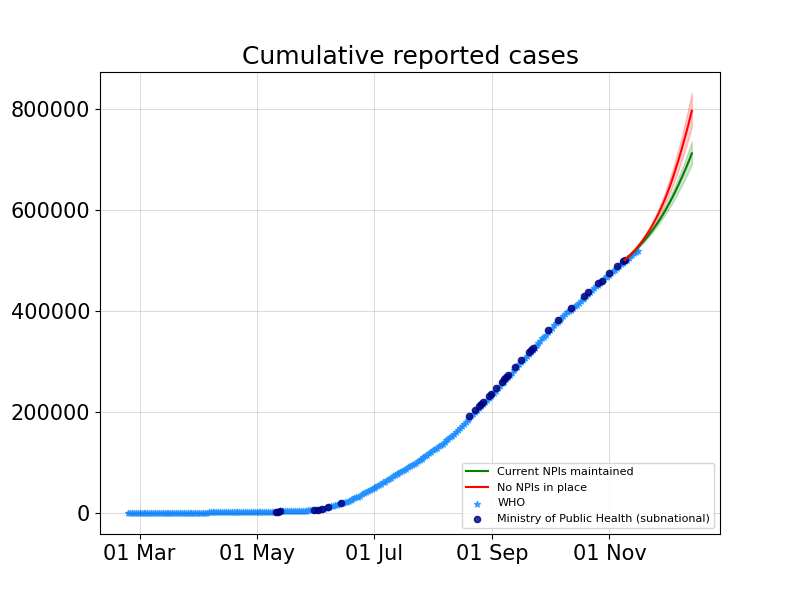 Cumulative reported cases
800000
600000
400000
200000
0
01 Mar
01 May
01 Jul
01 Sep
01 Nov
Current NPIs maintained
No NPIs in place
WHO
Ministry of Public Health (subnational)